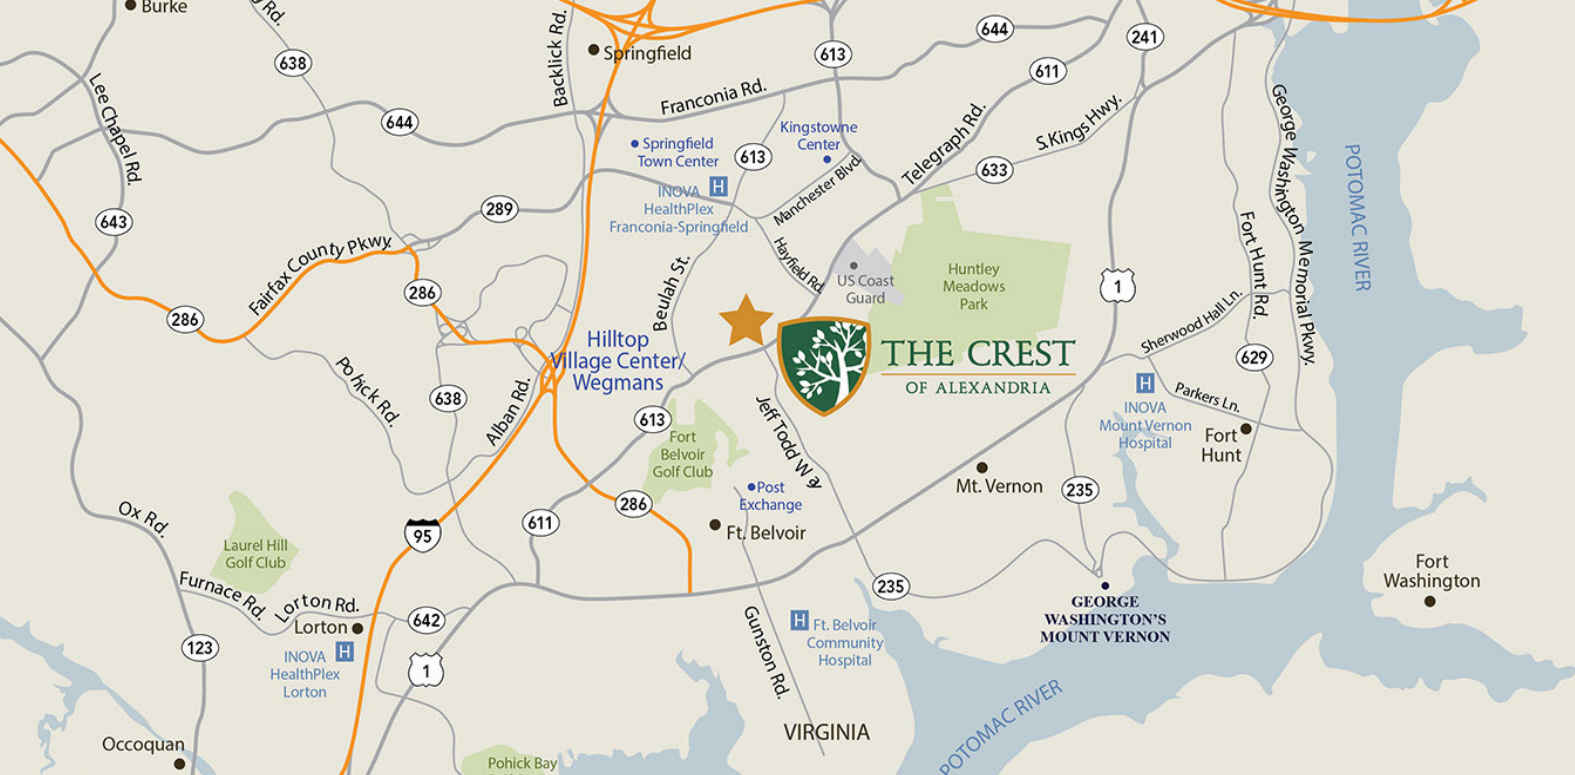 Burke
g Rd.
638
Lee Chapel Rd.
644
643
289
Fairfax County Pkwy.
286
286
Pohick Rd.
638
Alban Rd.
Backlick Rd.
Springfield
Franconia Rd.
613
644
611
241
Springfield
Town Center
613
Kingstowne
Center
Manchester Blvd.
Telegraph Rd.
S.Kings Hwy.
633
H
INOVA
HealthPlex
Franconia-Springfield
Hayfield Rd.
US Coast
Guard
Huntley
Meadows
Park
Beulah St.
Hilltop
Village Center/
Wegmans
THE CREST
OF ALEXANDRIA
1
George Washington Memorial Pkwy.
POTOMAC RIVER
Fort Hunt Rd.
Sherwood Hall Ln.
629
Parkers Ln.
H
INOVA
Mount Vernon
Hospital
Fort
Hunt
613
Fort
Belvoir
Golf Club
Jeff Todd Way
Post
Exchange
Mt. Vernon
235
286
611
Ft. Belvoir
95
Ox Rd.
Laurel Hill
Golf Club
Furnace Rd.
Lorton Rd.
Lorton
642
H
INOVA
HealthPlex
Lorton
123
1
Occoquan
Pohick Bay
Gunston Rd.
H
Ft. Belvoir
Community
Hospital
235
GEORGE
WASHINGTON'S
MOUNT VERNON
Fort
Washington
VIRGINIA
POTOMAC RIVER